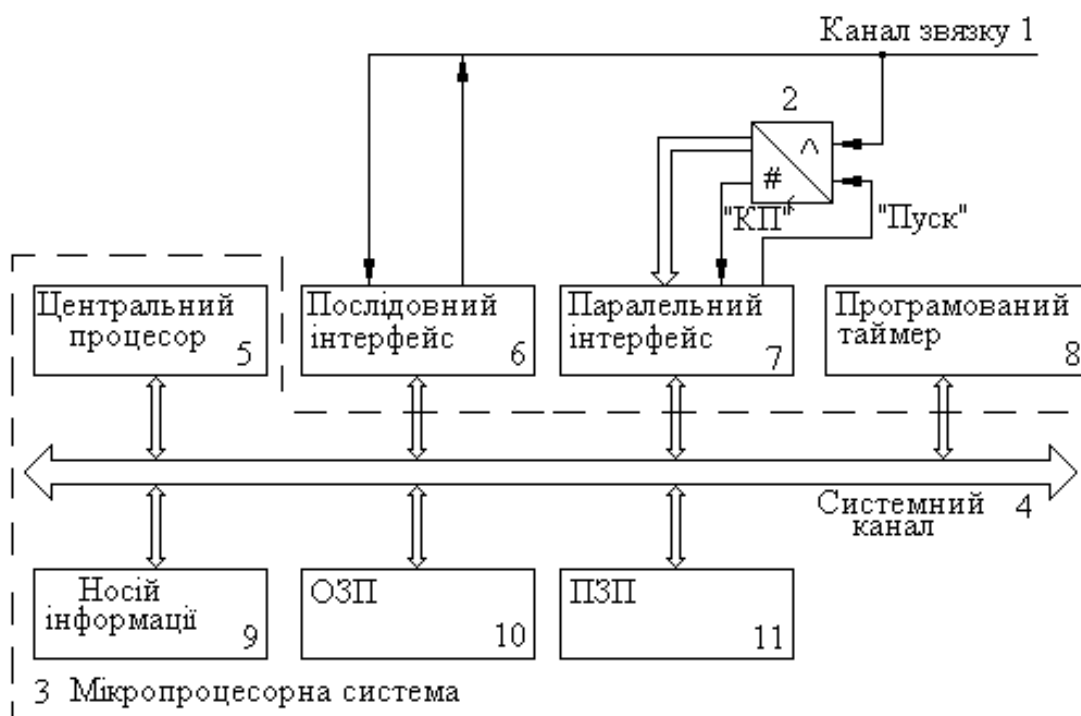 Канал звязку 1
2
^
#
"КП"
"Пуск"
Центральний
процесор 5
Послідовний
інтерфейс 6
Паралельний
інтерфейс 7
Програмований
таймер 8
Системний 4
канал
Носій
інформації 9
ОЗП
10
ПЗП
11
3 Мікропроцесорна система